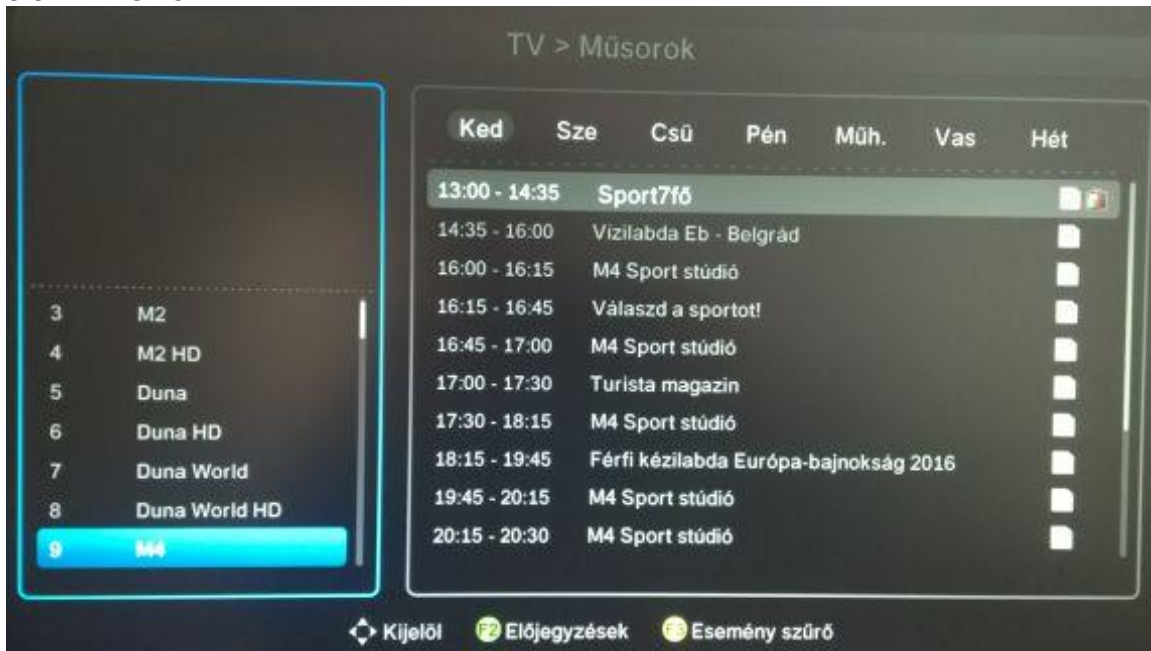 TV > Műsorok
Ked Sze Csü Pén Műh. Vas Hét
13:00 - 14:35 Sport7fő
14:35 - 16:00 Vízilabda Eb - Belgrád
16:00 - 16:15 M4 Sport stúdió
16:15 - 16:45 Válaszd a sportot!
16:45 - 17:00 M4 Sport stúdió
17:00 - 17:30 Turista magazin
17:30 - 18:15 M4 Sport stúdió
18:15 - 19:45 Férfi kézilabda Európa-bajnokság 2016
19:45 - 20:15 M4 Sport stúdió
20:15 - 20:30 M4 Sport stúdió
3 M2
4 M2 HD
5 Duna
6 Duna HD
7 Duna World
8 Duna World HD
9 M4
Kijelöl F2 Előjegyzések F3 Esemény szűrő